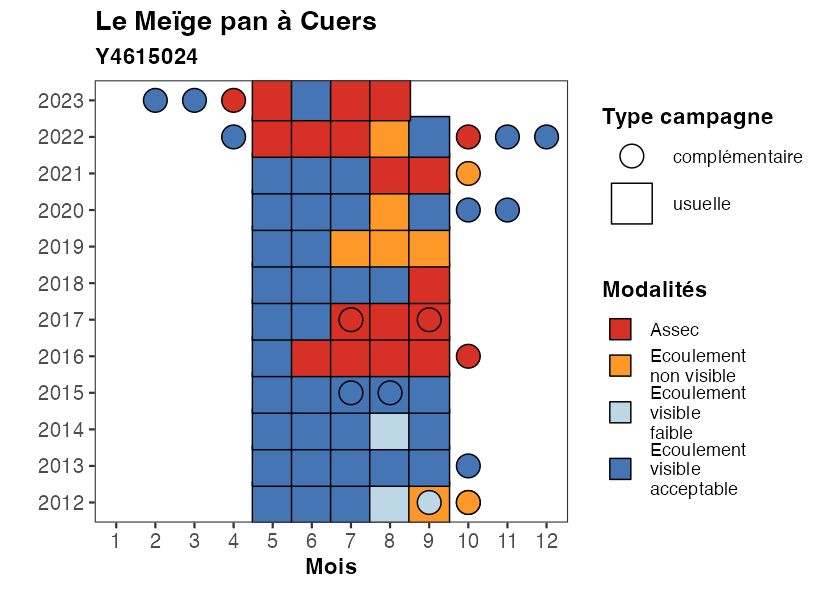 Le Meïge pan à Cuers
Y4615024
2023
2022
2021
2020
2019
2018
2017
2016
2015
2014
2013
2012
1 2 3 4 5 6 7 8 9 10 11 12
Mois
Type campagne
complémentaire
usuelle
Modalités
Assec
Ecoulement
non visible
Ecoulement
visible
faible
Ecoulement
visible
acceptable